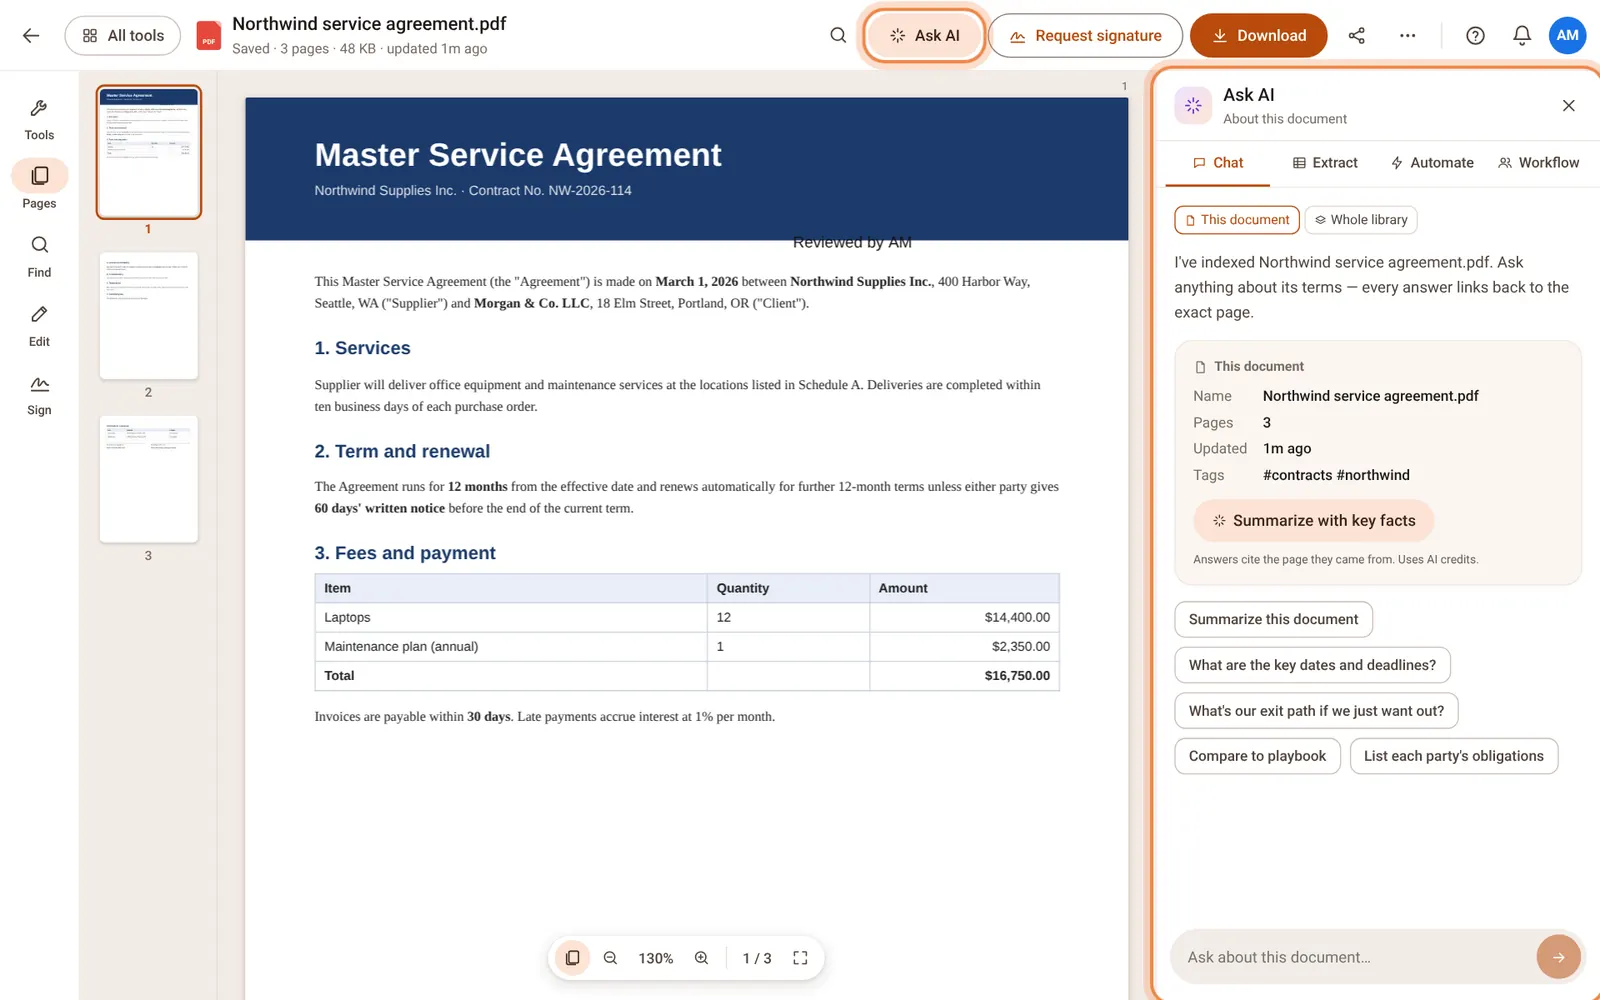 All tools
PDF
Northwind service agreement.pdf
Saved · 3 pages · 48 KB · updated 1m ago
Ask AI
Request signature
Download
AM
Tools
Pages
Find
Edit
Sign
1
2
3
1
Master Service Agreement
Northwind Supplies Inc. · Contract No. NW-2026-114
Reviewed by AM
This Master Service Agreement (the "Agreement") is made on March 1, 2026 between Northwind Supplies Inc., 400 Harbor Way,
Seattle, WA ("Supplier") and Morgan & Co. LLC, 18 Elm Street, Portland, OR ("Client").
1. Services
Supplier will deliver office equipment and maintenance services at the locations listed in Schedule A. Deliveries are completed within
ten business days of each purchase order.
2. Term and renewal
The Agreement runs for 12 months from the effective date and renews automatically for further 12-month terms unless either party gives
60 days' written notice before the end of the current term.
3. Fees and payment
Item Quantity Amount
Laptops 12 $14,400.00
Maintenance plan (annual) 1 $2,350.00
Total $16,750.00
Invoices are payable within 30 days. Late payments accrue interest at 1% per month.
130%
1 / 3
Ask AI
About this document
Chat
Extract
Automate
Workflow
This document
Whole library
I've indexed Northwind service agreement.pdf. Ask
anything about its terms — every answer links back to the
exact page.
This document
Name Northwind service agreement.pdf
Pages 3
Updated 1m ago
Tags #contracts #northwind
Summarize with key facts
Answers cite the page they came from. Uses AI credits.
Summarize this document
What are the key dates and deadlines?
What's our exit path if we just want out?
Compare to playbook
List each party's obligations
Ask about this document...